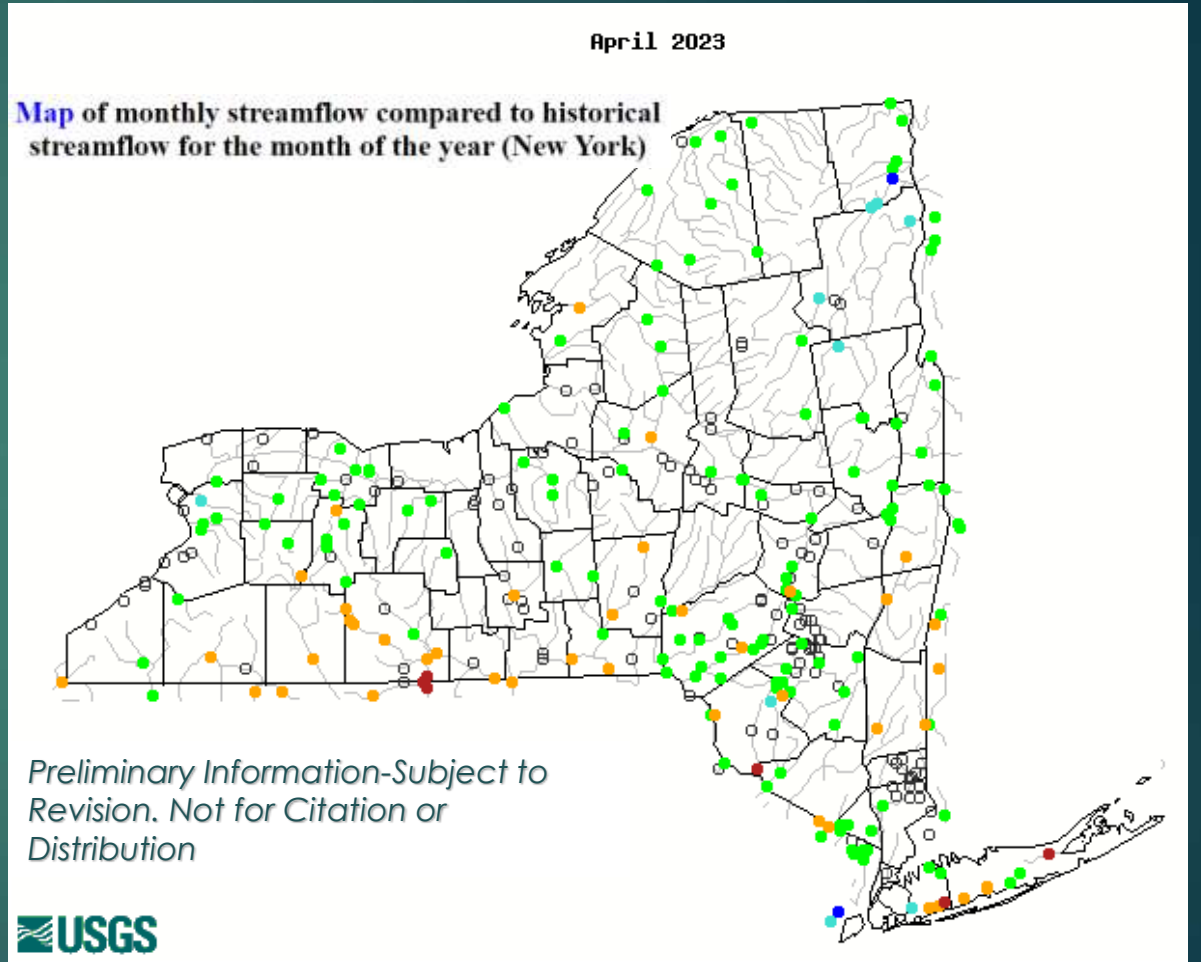 April 2023
Map of monthly streamflow compared to historical
streamflow for the month of the year (New York)
Preliminary Information-Subject to
Revision. Not for Citation or
Distribution
USGS